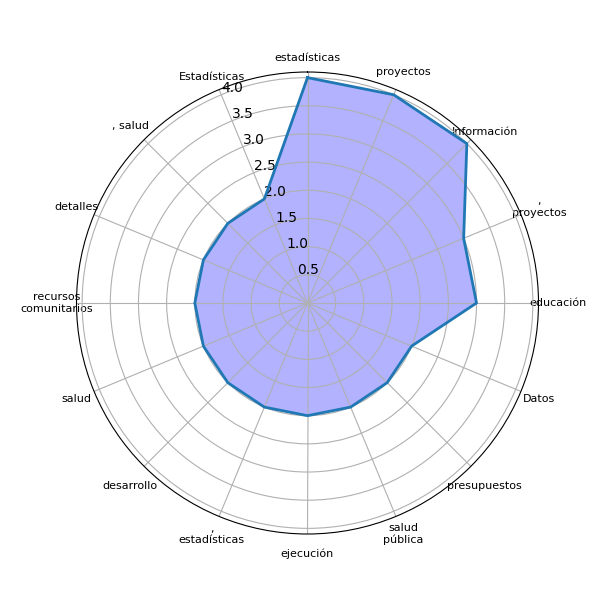 estadísticas
proyectos
Información
,
proyectos
educación
Datos
presupuestos
salud
pública
ejecución
,
estadísticas
desarrollo
salud
recursos
comunitarios
detalles
, salud
Estadísticas
4.0
3.5
3.0
2.5
2.0
1.5
1.0
0.5